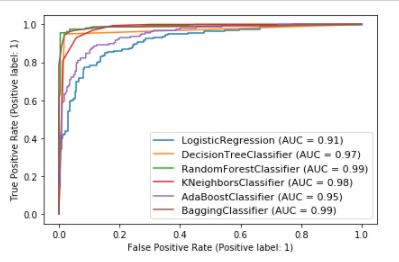 1.0
0.8
0.6
0.4
0.2
0.0
True Positive Rate (Positive label: 1)
LogisticRegression (AUC = 0.91)
DecisionTreeClassifier (AUC = 0.97)
RandomForestClassifier (AUC = 0.99)
KNeighborsClassifier (AUC = 0.98)
AdaBoostClassifier (AUC = 0.95)
BaggingClassifier (AUC = 0.99)
0.0 0.2 0.4 0.6 0.8 1.0
False Positive Rate (Positive label: 1)